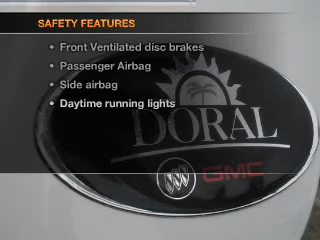 SAFETY FEATURES
• Front Ventilated disc brakes
• Passenger Airbag
• Side airbag
• Daytime running lights
DORAL
GMC